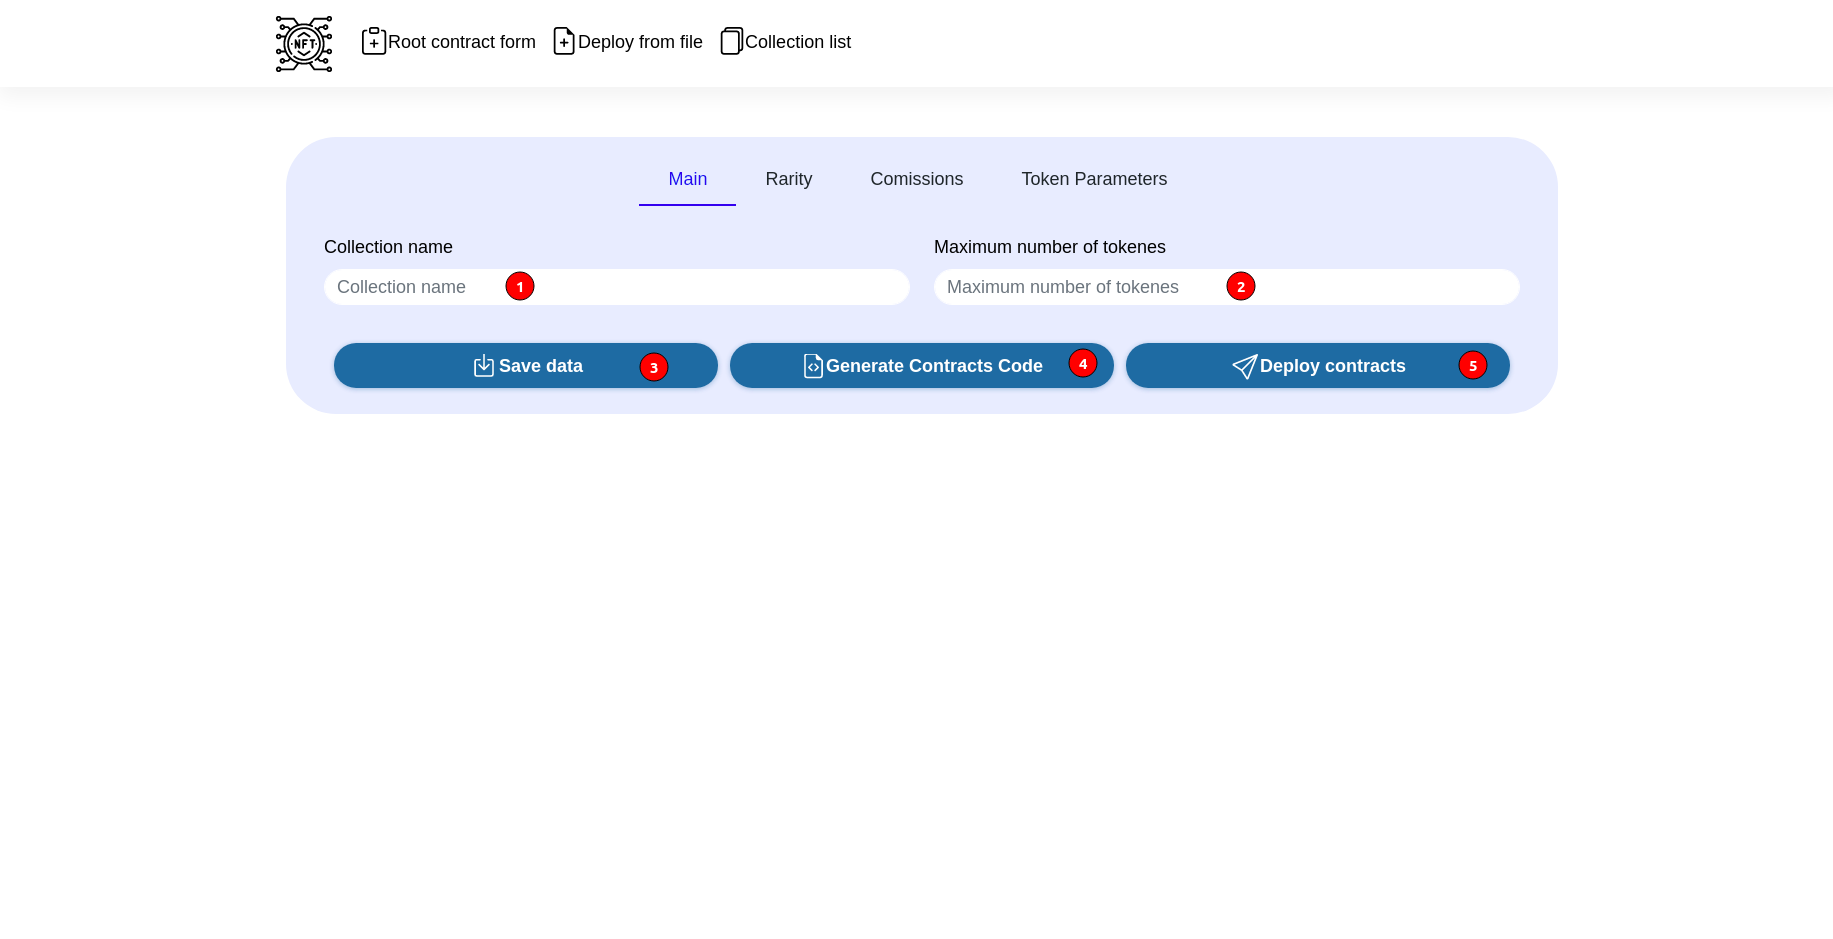 NFT
Root contract form Deploy from file Collection list
Main Rarity Comissions Token Parameters
Collection name Maximum number of tokenes
Collection name 1 Maximum number of tokenes 2
Save data 3 Generate Contracts Code 4 Deploy contracts 5